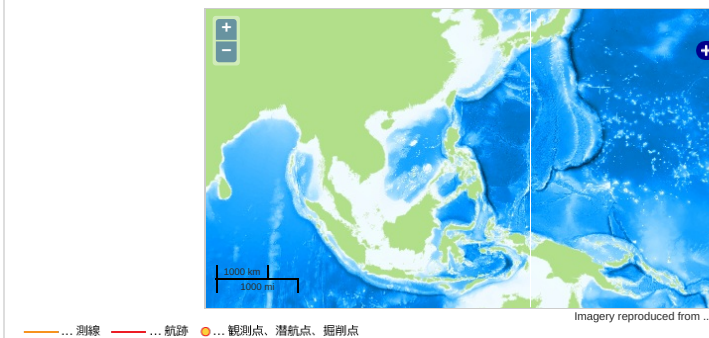 +
−
1000 km
1000 mi
Imagery reproduced from ...
... 測線 ... 航跡 ... 観測点、潜航点、掘削点